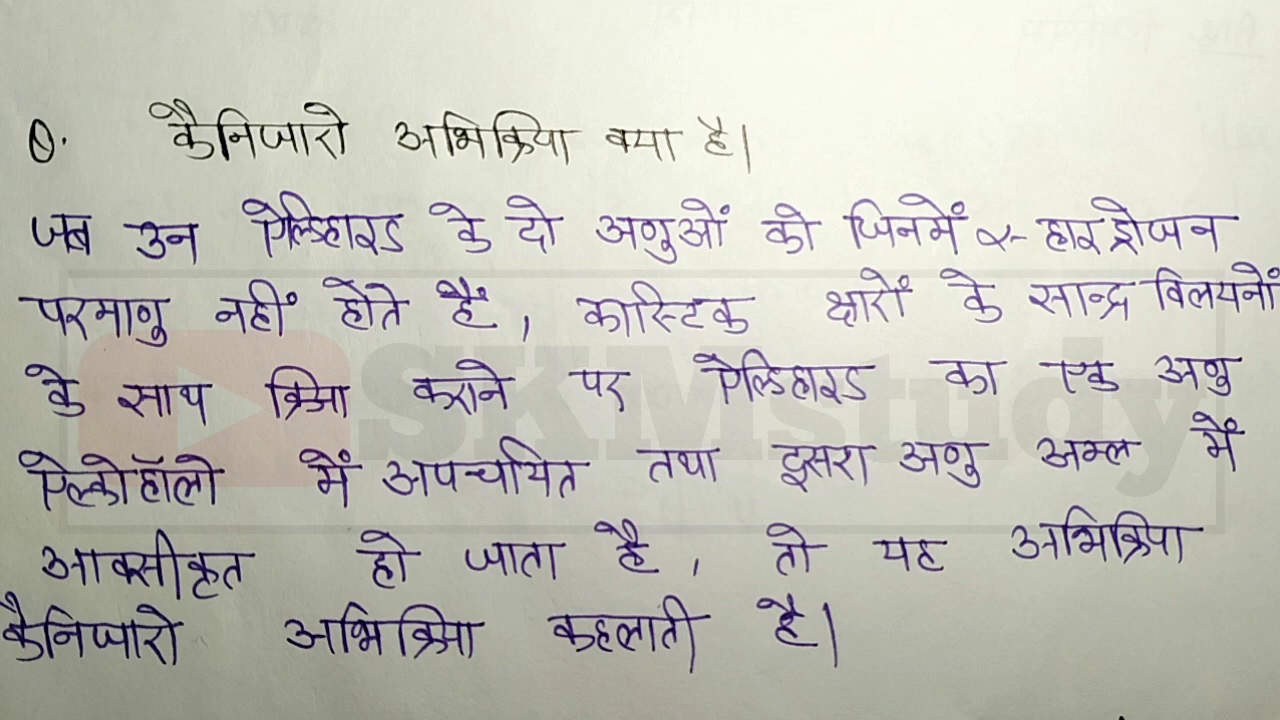 Q. कैनिजारो अभिक्रिया क्या है।
जब उन ऐल्डिहाइड के दो अणुओं को जिनमें α- हाइड्रोजन
परमाणु नहीं होते हैं, कास्टिक क्षारों के सान्द्र विलयनों
के साथ क्रिया कराने पर ऐल्डिहाइड का एक अणु
ऐल्कोहॉलो में अपचयित तथा दूसरा अणु अम्ल में
आक्सीकृत हो जाता है, तो यह अभिक्रिया
कैनिजारो अभिक्रिया कहलाती है।
SKMstudy